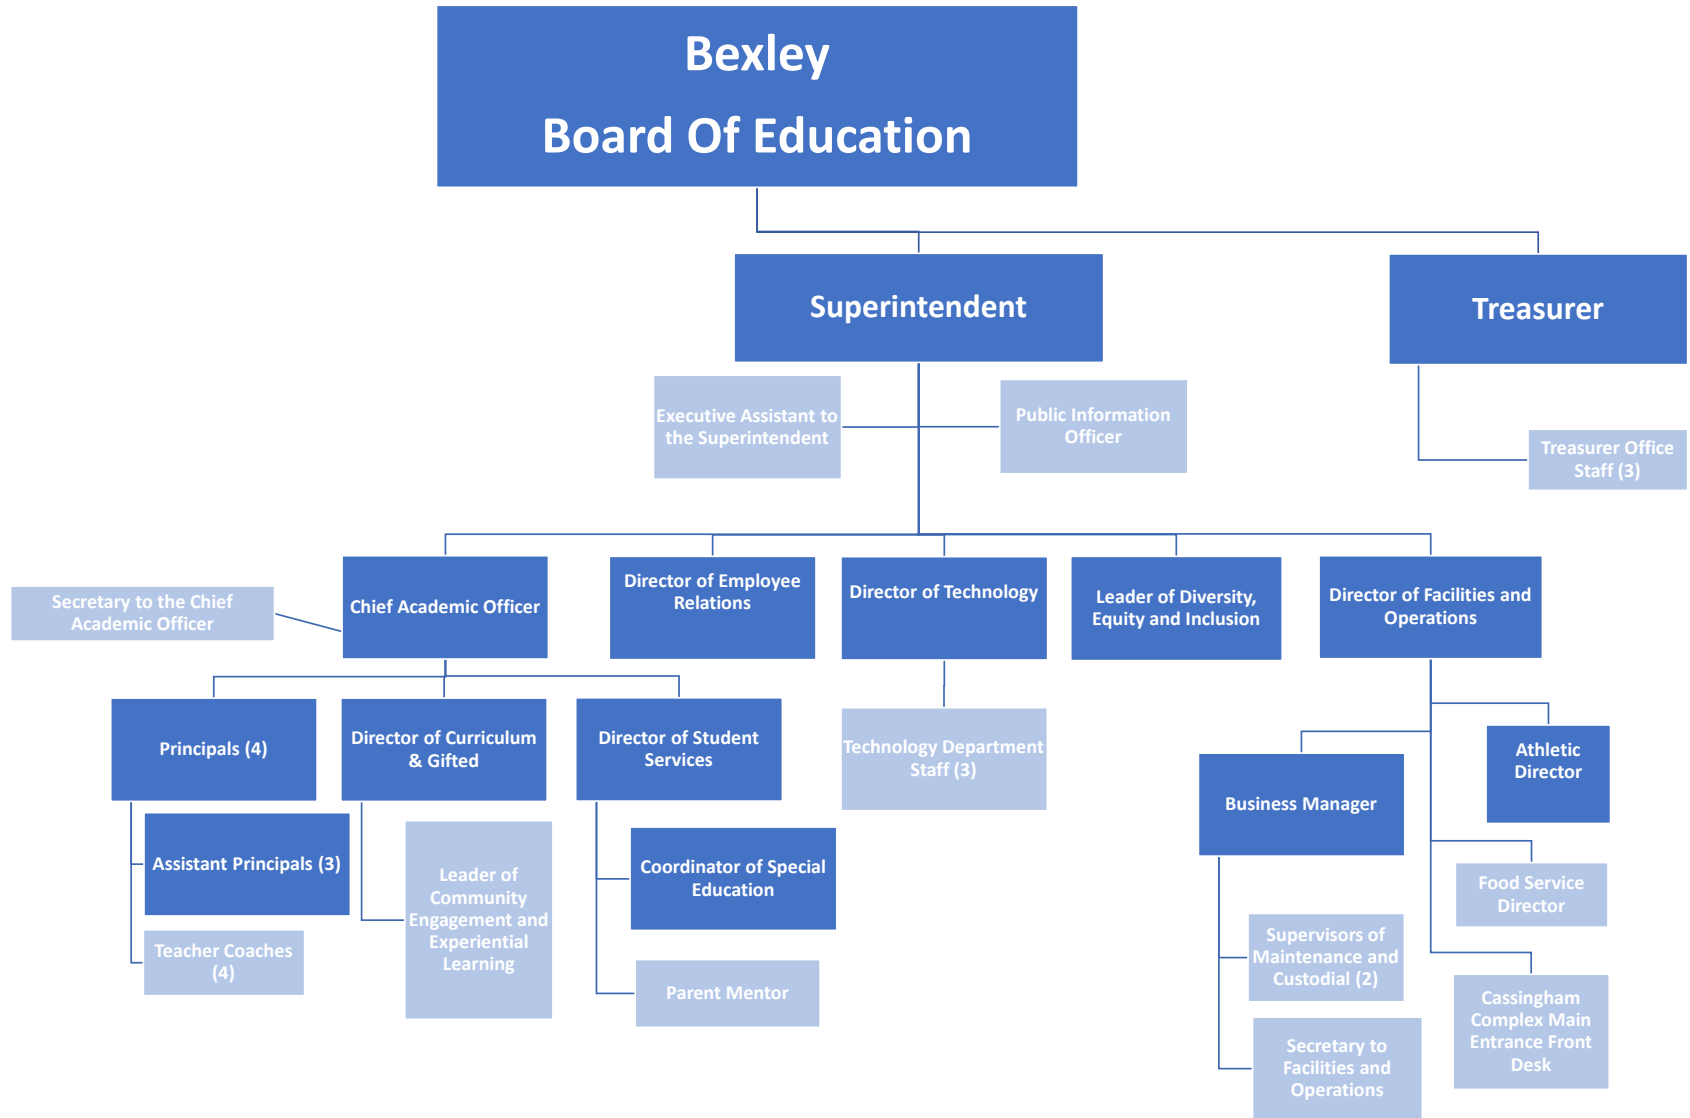 Bexley
Board Of Education
Superintendent
Treasurer
Executive Assistant to
the Superintendent
Public Information
Officer
Treasurer Office
Staff (3)
Secretary to the Chief
Academic Officer
Chief Academic Officer
Director of Employee
Relations
Director of Technology
Leader of Diversity,
Equity and Inclusion
Director of Facilities and
Operations
Principals (4)
Director of Curriculum
& Gifted
Director of Student
Services
Technology Department
Staff (3)
Business Manager
Athletic
Director
Assistant Principals (3)
Teacher Coaches
(4)
Leader of
Community
Engagement and
Experiential
Learning
Coordinator of Special
Education
Parent Mentor
Food Service
Director
Supervisors of
Maintenance and
Custodial (2)
Secretary to
Facilities and
Operations
Cassingham
Complex Main
Entrance Front
Desk